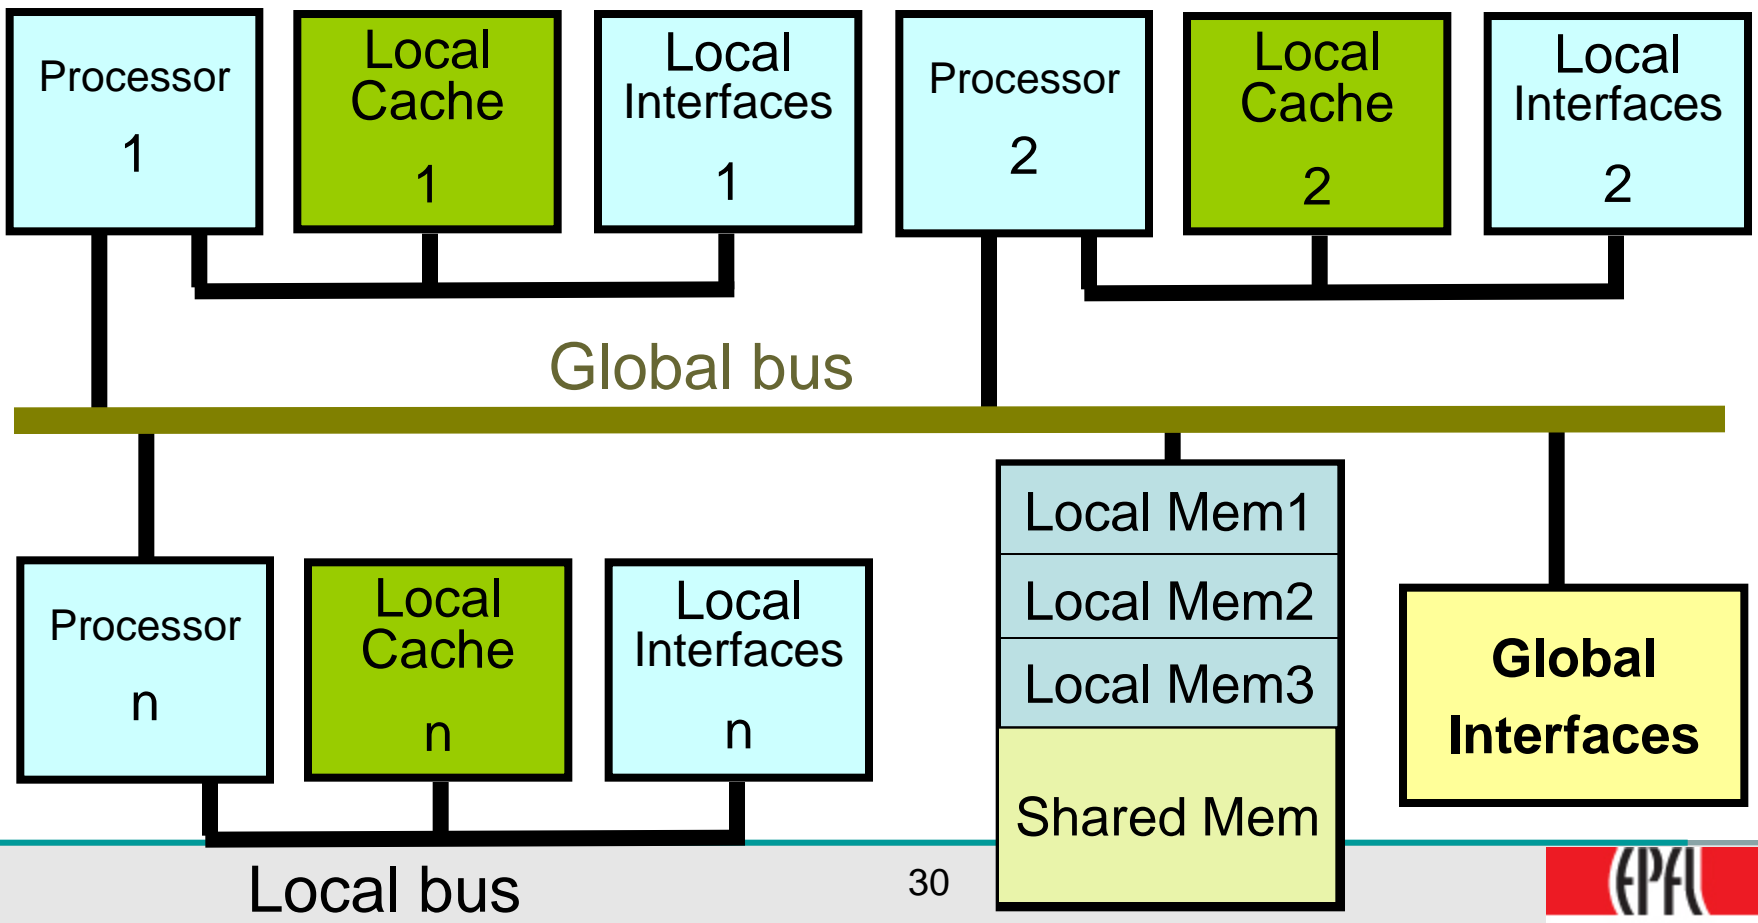 Processor
1
Local
Cache
1
Local
Interfaces
1
Processor
2
Local
Cache
2
Local
Interfaces
2
Global bus
Processor
n
Local
Cache
n
Local
Interfaces
n
Local Mem1
Local Mem2
Local Mem3
Shared Mem
Global
Interfaces
Local bus
30
EPFL